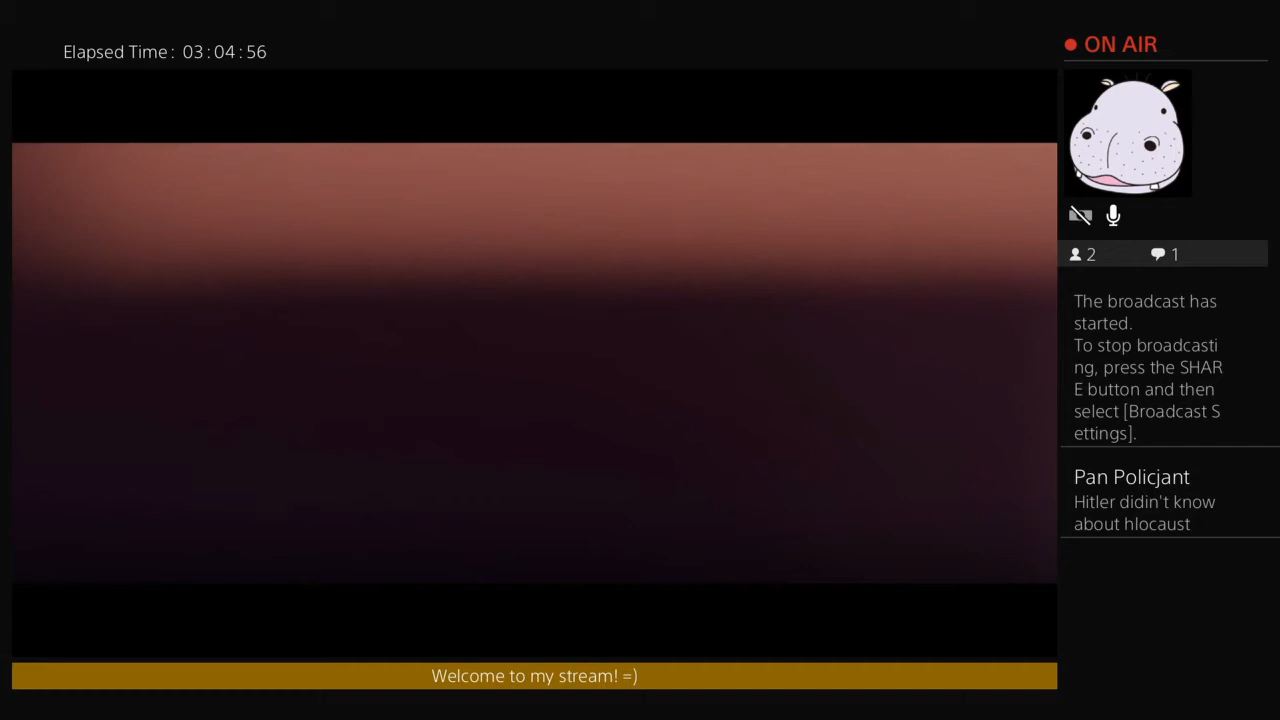 Elapsed Time: 03:04:56
ON AIR
2
1
The broadcast has
started.
To stop broadcasti
ng, press the SHAR
E button and then
select [Broadcast S
ettings].
Pan Policjant
Hitler didin't know
about hlocaust
Welcome to my stream! =)